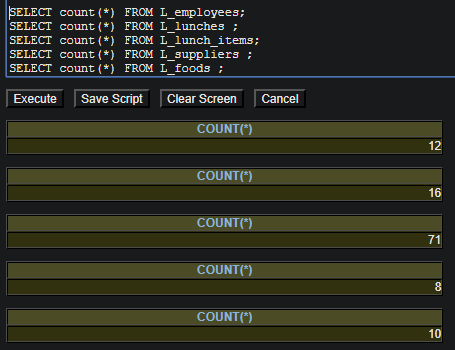 SELECT count(*) FROM L_employees;
SELECT count(*) FROM L_lunches ;
SELECT count(*) FROM L_lunch_items;
SELECT count(*) FROM L_suppliers ;
SELECT count(*) FROM L_foods ;
Execute Save Script Clear Screen Cancel
COUNT(*)
12
COUNT(*)
16
COUNT(*)
71
COUNT(*)
8
COUNT(*)
10